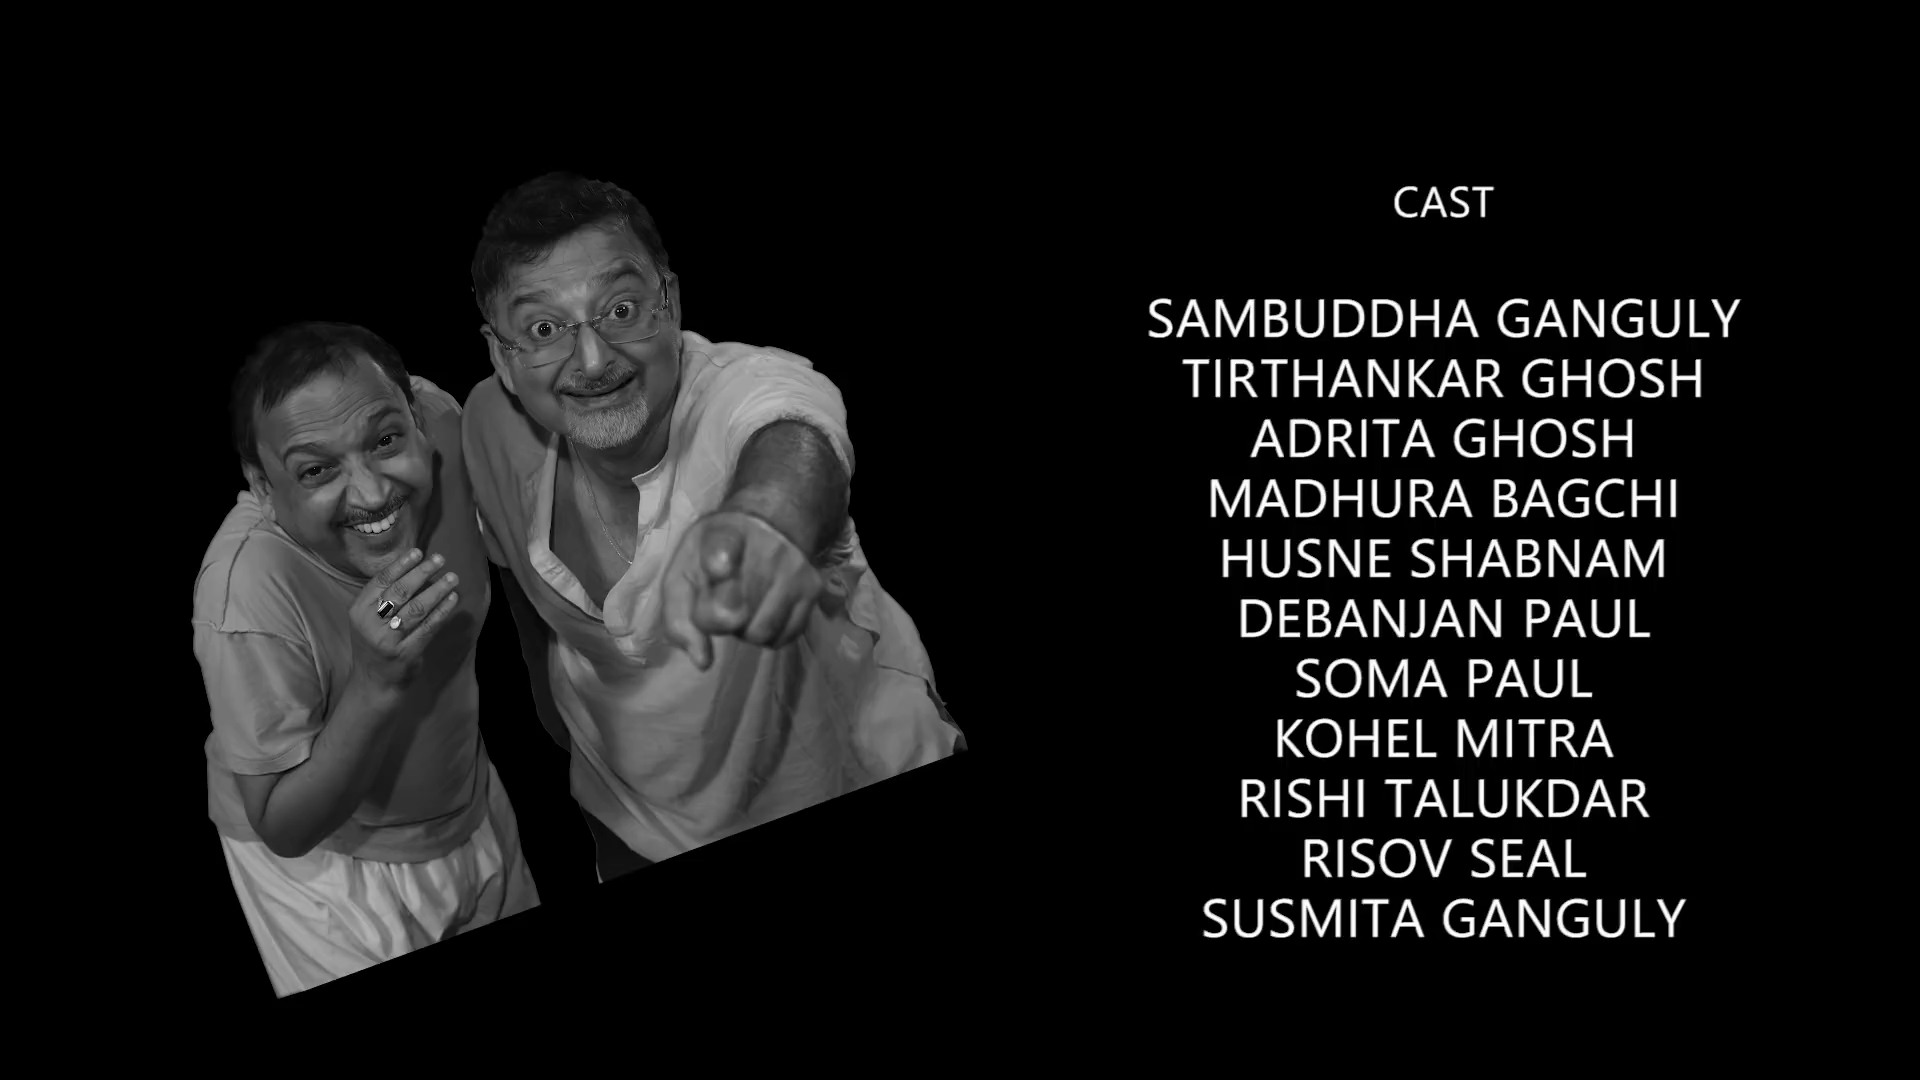 CAST
SAMBUDDHA GANGULY
TIRTHANKAR GHOSH
ADRITA GHOSH
MADHURA BAGCHI
HUSNE SHABNAM
DEBANJAN PAUL
SOMA PAUL
KOHEL MITRA
RISHI TALUKDAR
RISOV SEAL
SUSMITA GANGULY